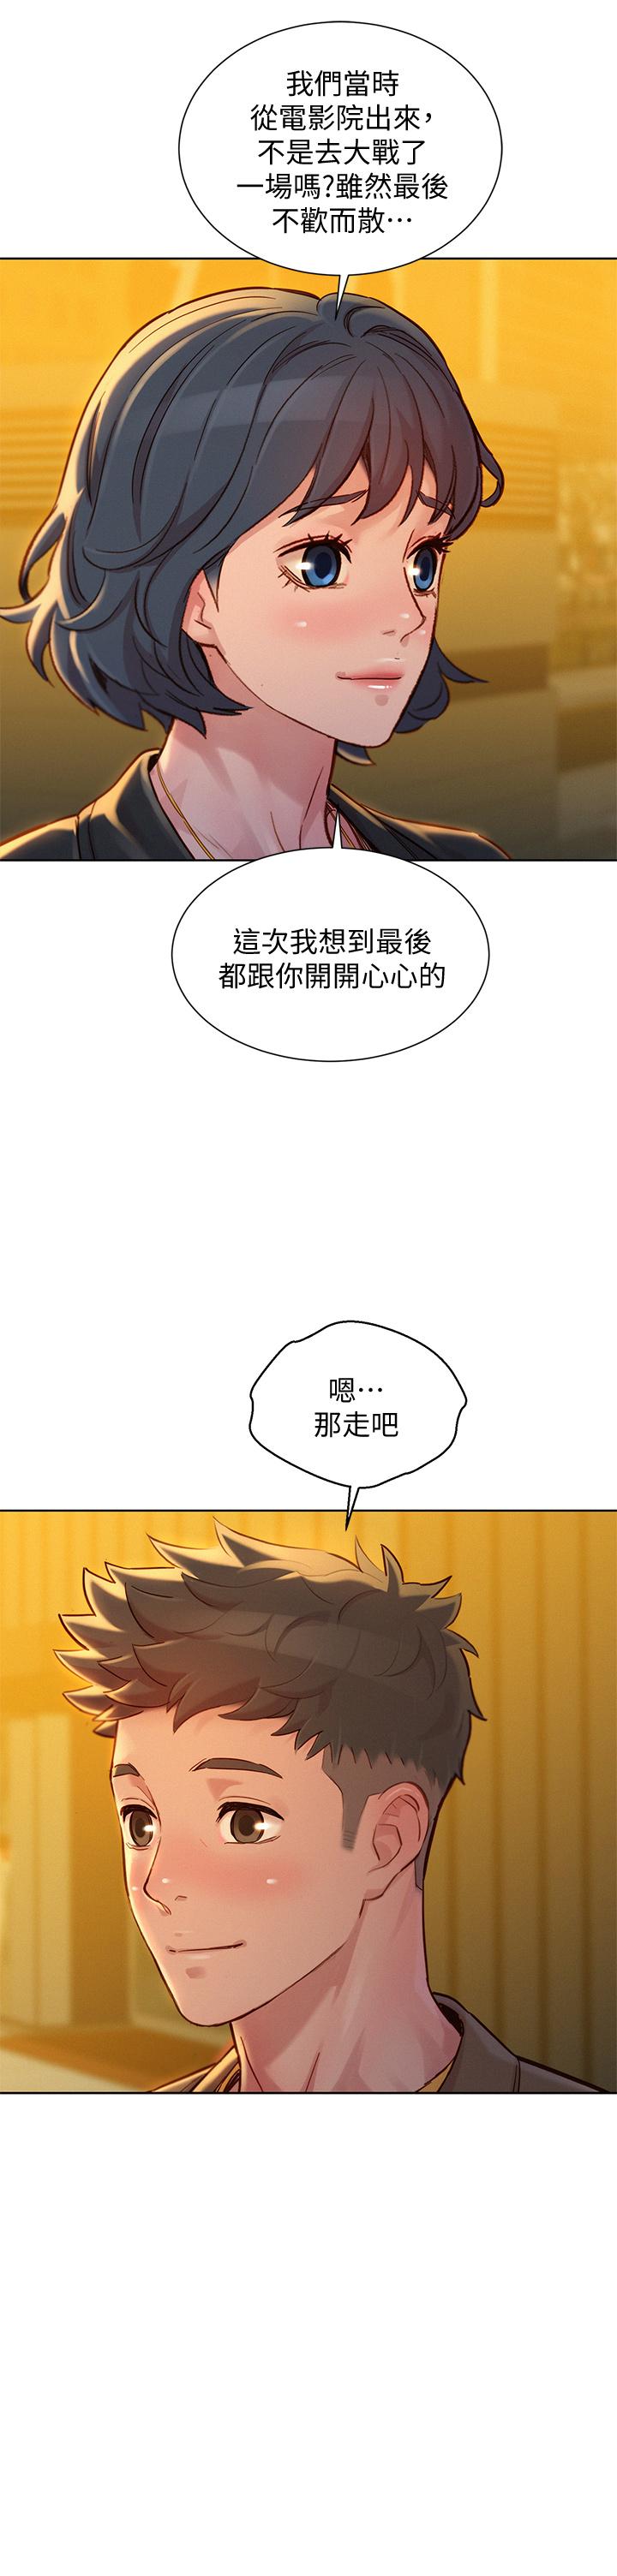 我們當時
從電影院出來，
不是去大戰了
一場嗎?雖然最後
不歡而散⋯
這次我想到最後
都跟你開開心心的
嗯⋯
那走吧